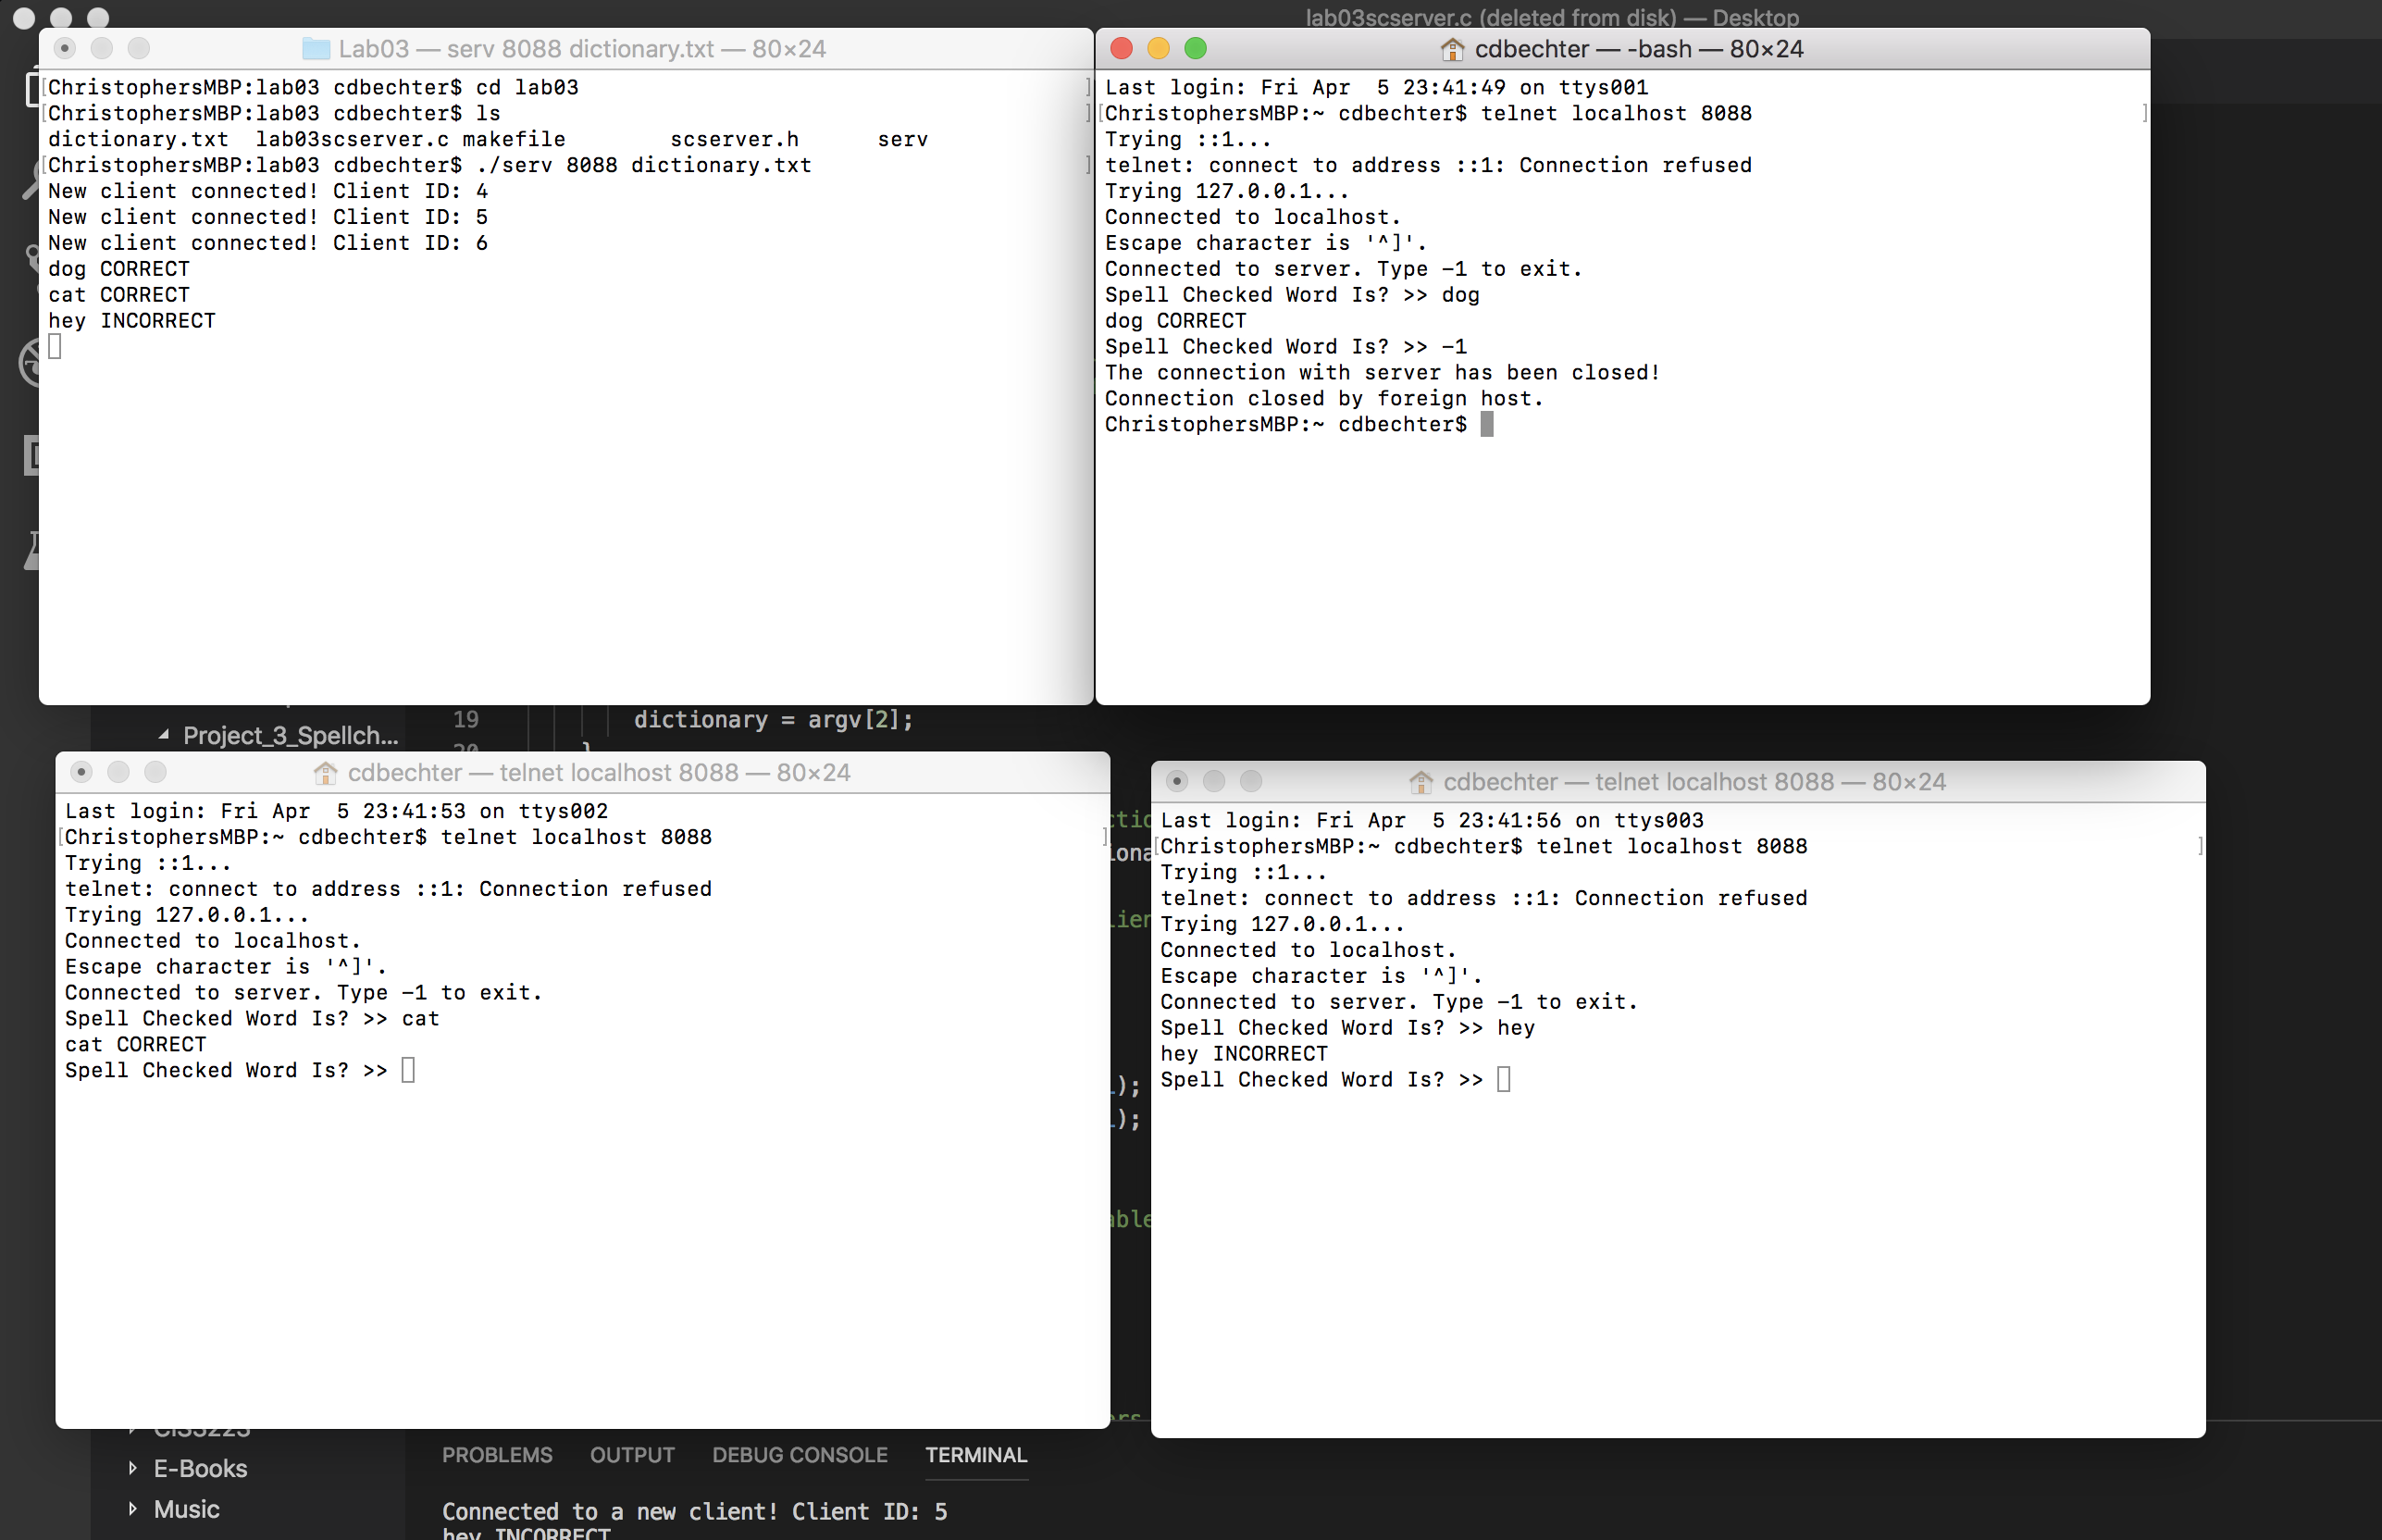 lab03scserver.c (deleted from disk) — Desktop
Lab03 — serv 8088 dictionary.txt — 80×24
[ChristophersMBP:lab03 cdbechter$ cd lab03 ]
[ChristophersMBP:lab03 cdbechter$ ls ]
dictionary.txt lab03scserver.c makefile scserver.h serv
[ChristophersMBP:lab03 cdbechter$ ./serv 8088 dictionary.txt ]
New client connected! Client ID: 4
New client connected! Client ID: 5
New client connected! Client ID: 6
dog CORRECT
cat CORRECT
hey INCORRECT
cdbechter — -bash — 80×24
Last login: Fri Apr  5 23:41:49 on ttys001
[ChristophersMBP:~ cdbechter$ telnet localhost 8088 ]
Trying ::1...
telnet: connect to address ::1: Connection refused
Trying 127.0.0.1...
Connected to localhost.
Escape character is '^]'.
Connected to server. Type -1 to exit.
Spell Checked Word Is? >> dog
dog CORRECT
Spell Checked Word Is? >> -1
The connection with server has been closed!
Connection closed by foreign host.
ChristophersMBP:~ cdbechter$
Project_3_Spellch...
19 dictionary = argv[2];
20 }
cdbechter — telnet localhost 8088 — 80×24
Last login: Fri Apr  5 23:41:53 on ttys002
[ChristophersMBP:~ cdbechter$ telnet localhost 8088 ]
Trying ::1...
telnet: connect to address ::1: Connection refused
Trying 127.0.0.1...
Connected to localhost.
Escape character is '^]'.
Connected to server. Type -1 to exit.
Spell Checked Word Is? >> cat
cat CORRECT
Spell Checked Word Is? >>
cdbechter — telnet localhost 8088 — 80×24
Last login: Fri Apr  5 23:41:56 on ttys003
[ChristophersMBP:~ cdbechter$ telnet localhost 8088 ]
Trying ::1...
telnet: connect to address ::1: Connection refused
Trying 127.0.0.1...
Connected to localhost.
Escape character is '^]'.
Connected to server. Type -1 to exit.
Spell Checked Word Is? >> hey
hey INCORRECT
Spell Checked Word Is? >>
);
);
CIS3223
E-Books
Music
PROBLEMS OUTPUT DEBUG CONSOLE TERMINAL
Connected to a new client! Client ID: 5
hey INCORRECT